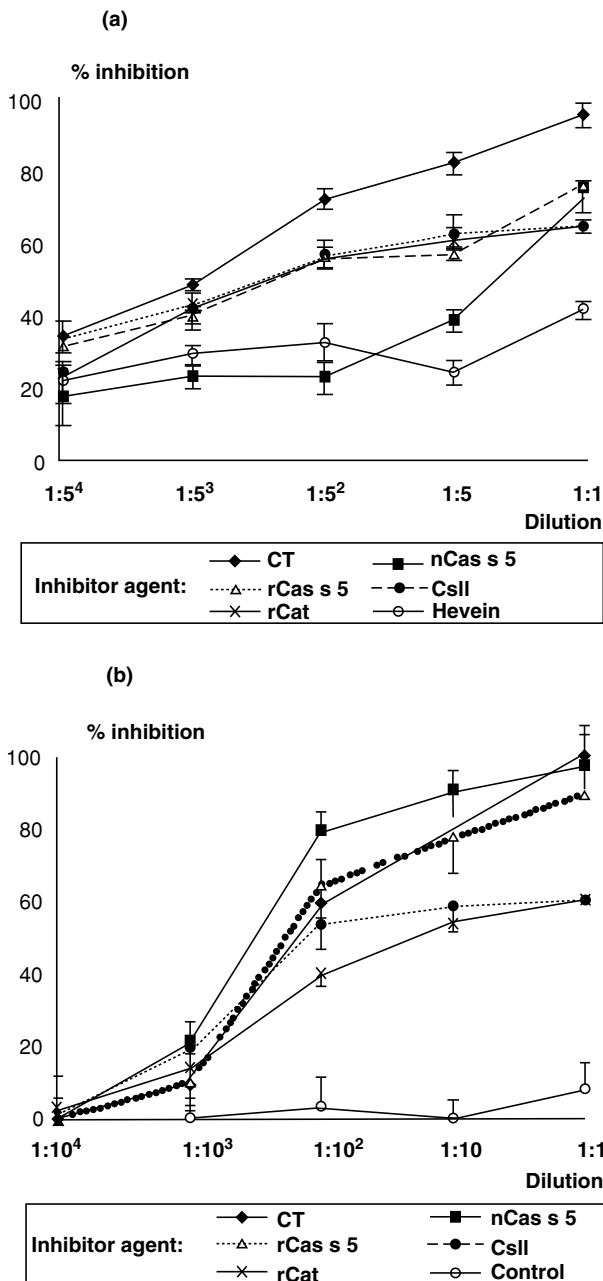 (a)
% inhibition
100
80
60
40
20
0
1:5⁴ 1:5³ 1:5² 1:5 1:1
Dilution
Inhibitor agent:
CT nCas s 5
rCas s 5 CsII
rCat Hevein
(b)
% inhibition
100
80
60
40
20
0
1:10⁴ 1:10³ 1:10² 1:10 1:1
Dilution
Inhibitor agent:
CT nCas s 5
rCas s 5 CsII
rCat Control